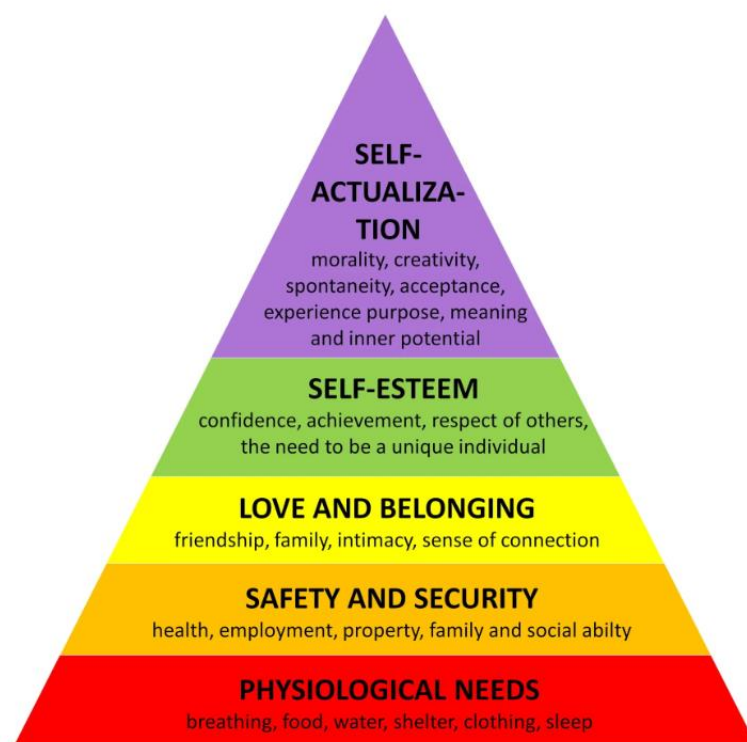 SELF-
ACTUALIZA-
TION
morality, creativity,
spontaneity, acceptance,
experience purpose, meaning
and inner potential
SELF-ESTEEM
confidence, achievement, respect of others,
the need to be a unique individual
LOVE AND BELONGING
friendship, family, intimacy, sense of connection
SAFETY AND SECURITY
health, employment, property, family and social abilty
PHYSIOLOGICAL NEEDS
breathing, food, water, shelter, clothing, sleep